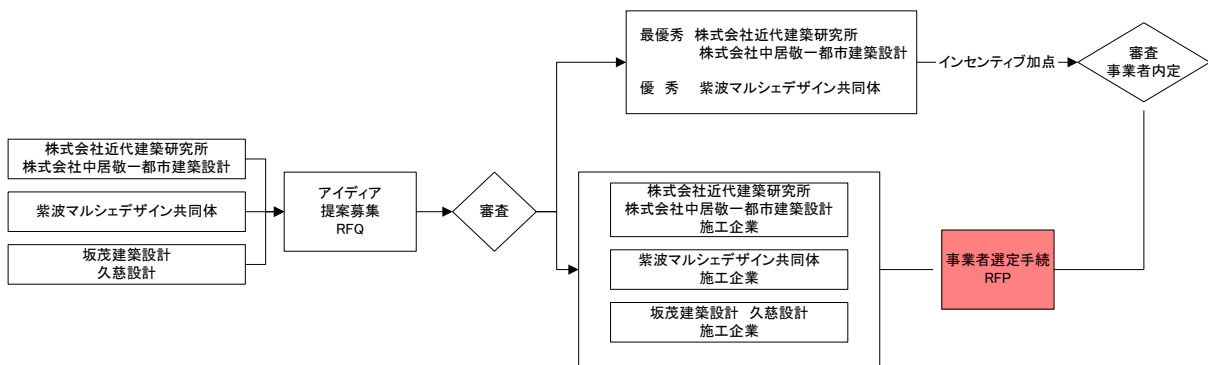 株式会社近代建築研究所
株式会社中居敬一都市建築設計
紫波マルシェデザイン共同体
坂茂建築設計
久慈設計
アイディア
提案募集
RFQ
審査
最優秀 株式会社近代建築研究所
株式会社中居敬一都市建築設計
優 秀 紫波マルシェデザイン共同体
インセンティブ加点
審査
事業者内定
株式会社近代建築研究所
株式会社中居敬一都市建築設計
施工企業
紫波マルシェデザイン共同体
施工企業
坂茂建築設計 久慈設計
施工企業
事業者選定手続
RFP